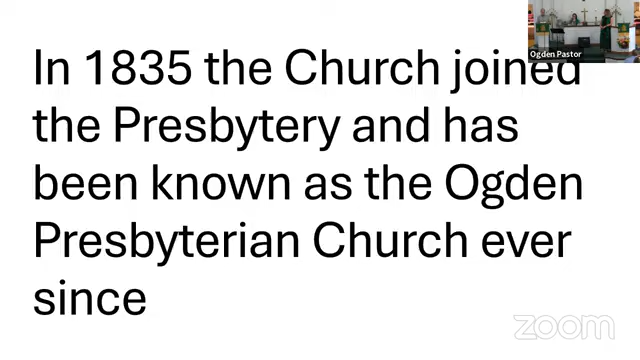 In 1835 the Church joined
the Presbytery and has
been known as the Ogden
Presbyterian Church ever
since
Ogden Pastor
zoom